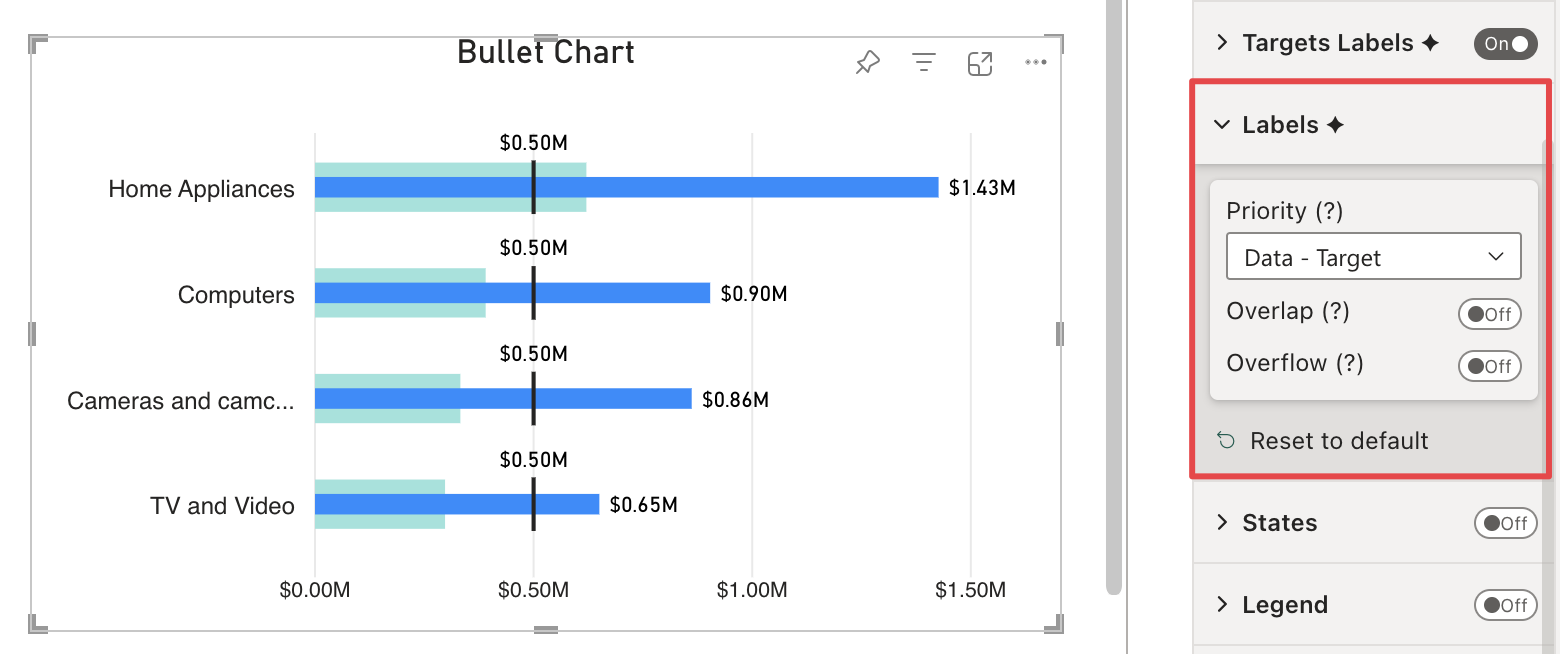 Bullet Chart
$0.50M
Home Appliances
$1.43M
$0.50M
Computers
$0.90M
$0.50M
Cameras and camc...
$0.86M
$0.50M
TV and Video
$0.65M
$0.00M $0.50M $1.00M $1.50M
Targets Labels On
Labels
Priority (?)
Data - Target
Overlap (?) Off
Overflow (?) Off
Reset to default
States Off
Legend Off